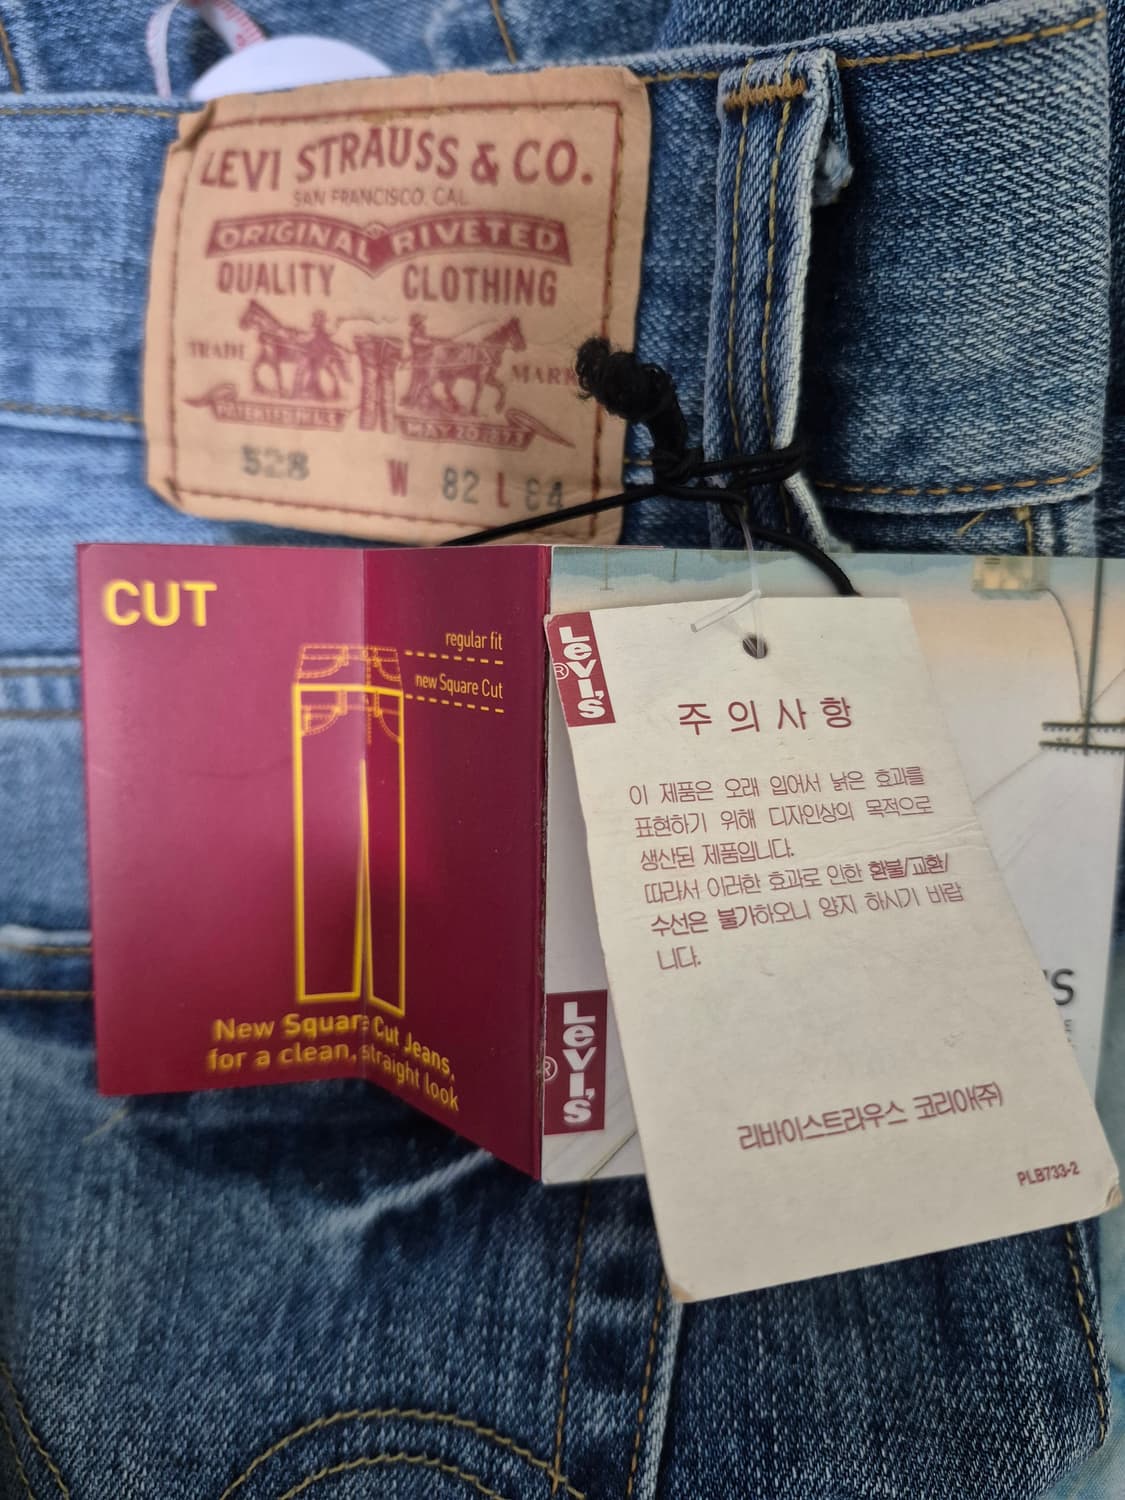 LEVI STRAUSS & CO.
SAN FRANCISCO, CAL
ORIGINAL RIVETED
QUALITY CLOTHING
TRADE MARK
MAY 20 1873
528 W 82 L
CUT
regular fit
new Square Cut
New Square Cut Jeans,
for a clean, straight look
Levi's
®
Levi's
®
주의사항
이 제품은 오래 입어서 낡은 효과를
표현하기 위해 디자인상의 목적으로
생산된 제품입니다.
따라서 이러한 효과로 인한 환불/교환/
수선은 불가하오니 양지 하시기 바랍
니다.
리바이스트라우스 코리아(주)
PLB733-2